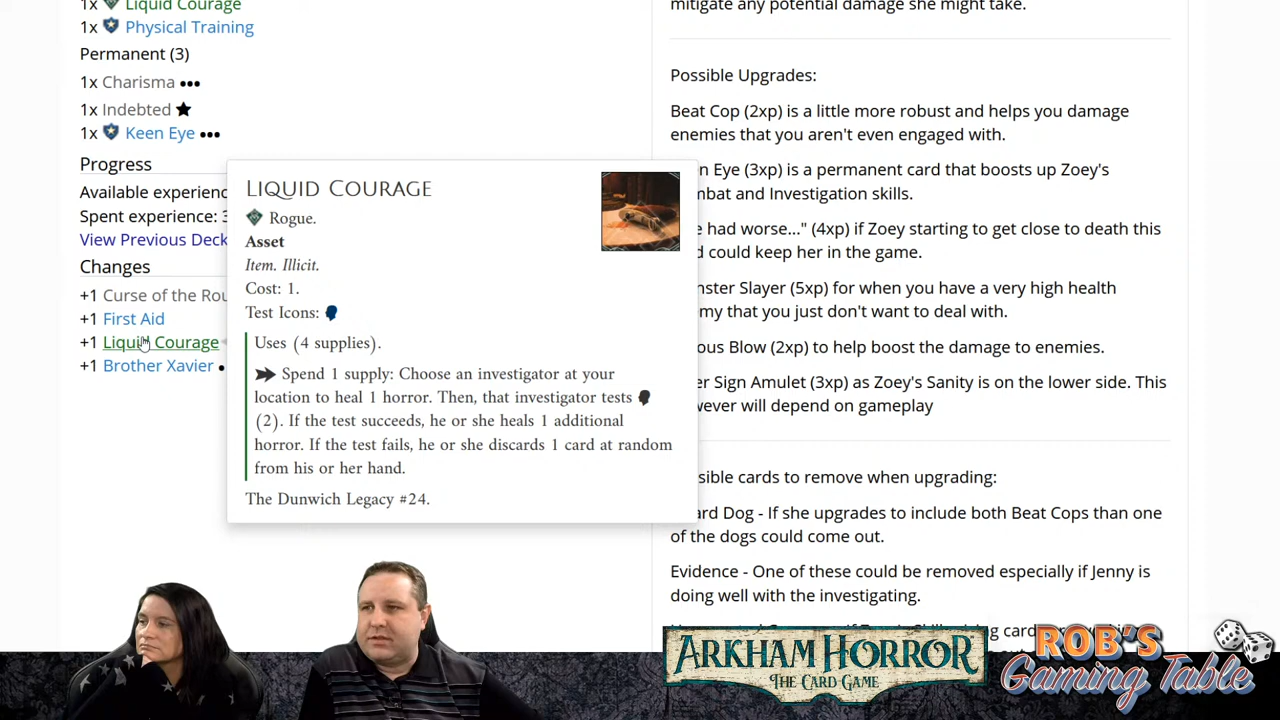 1x Liquid Courage
1x Physical Training
Permanent (3)
1x Charisma •••
1x Indebted ★
1x Keen Eye •••
Progress
Available experienc
Spent experience: 3
View Previous Deck
Changes
+1 Curse of the Rou
+1 First Aid
+1 Liquid Courage
+1 Brother Xavier •
LIQUID COURAGE
Rogue.
Asset
Item. Illicit.
Cost: 1.
Test Icons:
Uses (4 supplies).
Spend 1 supply: Choose an investigator at your
location to heal 1 horror. Then, that investigator tests
(2). If the test succeeds, he or she heals 1 additional
horror. If the test fails, he or she discards 1 card at random
from his or her hand.
The Dunwich Legacy #24.
mitigate any potential damage she might take.
Possible Upgrades:
Beat Cop (2xp) is a little more robust and helps you damage
enemies that you aren't even engaged with.
n Eye (3xp) is a permanent card that boosts up Zoey's
mbat and Investigation skills.
e had worse..." (4xp) if Zoey starting to get close to death this
d could keep her in the game.
nster Slayer (5xp) for when you have a very high health
emy that you just don't want to deal with.
ious Blow (2xp) to help boost the damage to enemies.
er Sign Amulet (3xp) as Zoey's Sanity is on the lower side. This
wever will depend on gameplay
sible cards to remove when upgrading:
ard Dog - If she upgrades to include both Beat Cops than one
of the dogs could come out.
Evidence - One of these could be removed especially if Jenny is
doing well with the investigating.
ARKHAM HORROR
THE CARD GAME
ROB'S
Gaming Table